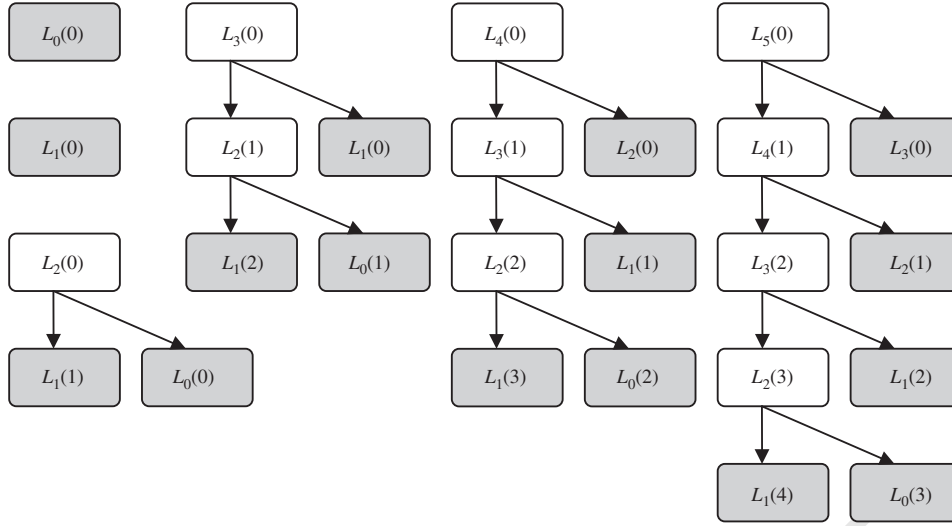 L₀(0) L₃(0) L₄(0) L₅(0)
L₁(0) L₂(1) L₁(0) L₃(1) L₂(0) L₄(1) L₃(0)
L₂(0) L₁(2) L₀(1) L₂(2) L₁(1) L₃(2) L₂(1)
L₁(1) L₀(0) L₁(3) L₀(2) L₂(3) L₁(2)
L₁(4) L₀(3)